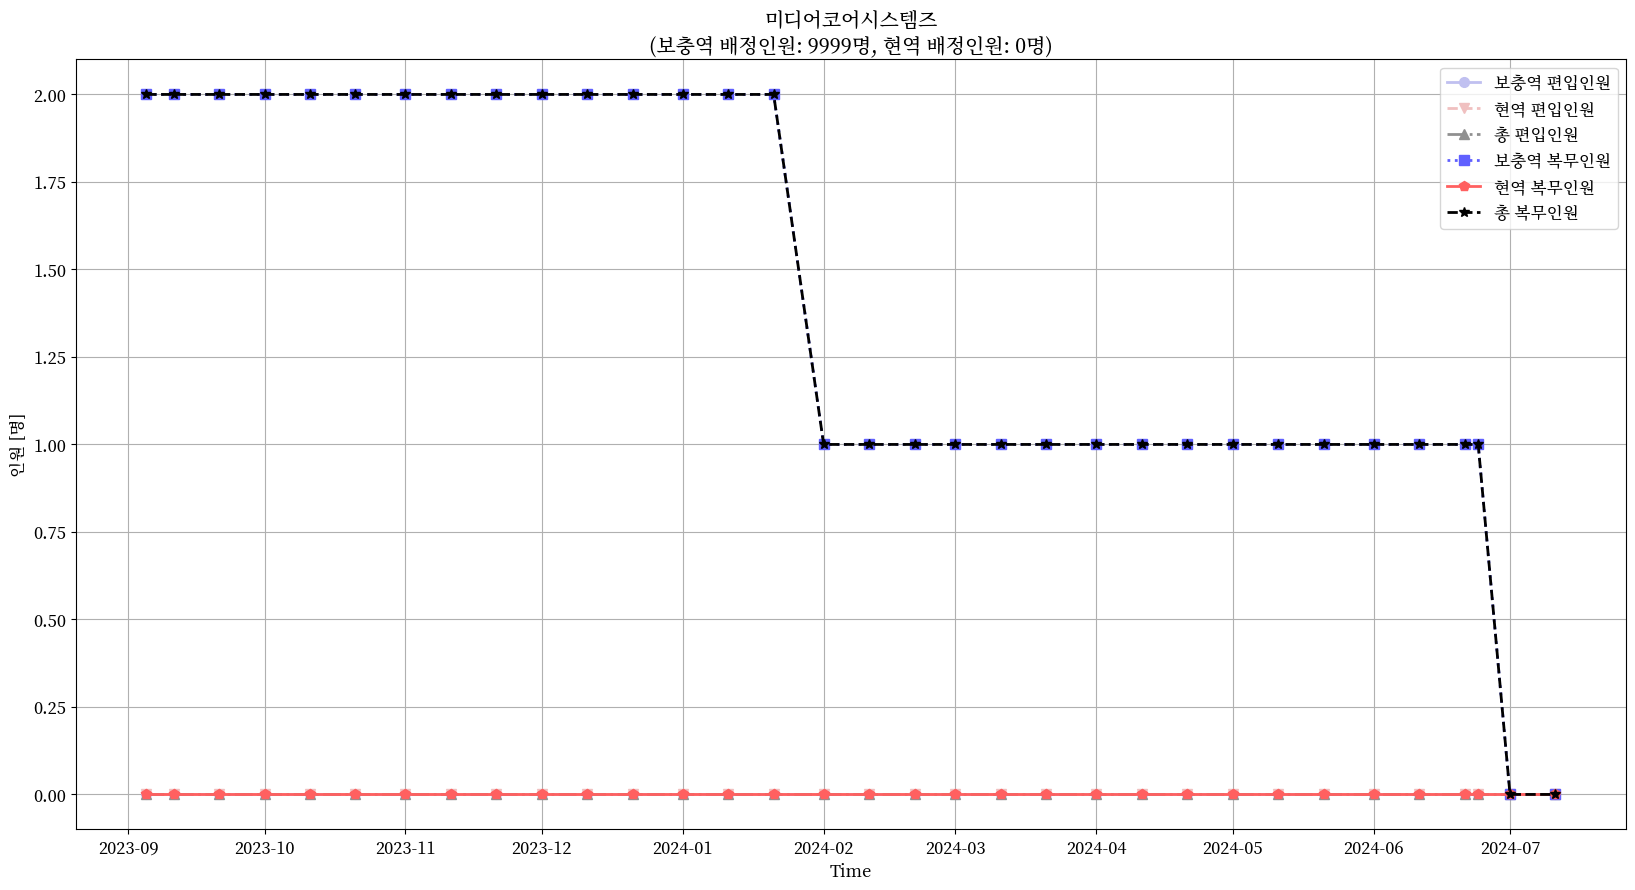 미디어코어시스템즈
(보충역 배정인원: 9999명, 현역 배정인원: 0명)
보충역 편입인원
현역 편입인원
총 편입인원
보충역 복무인원
현역 복무인원
총 복무인원
인원 [명]
2.00
1.75
1.50
1.25
1.00
0.75
0.50
0.25
0.00
2023-09
2023-10
2023-11
2023-12
2024-01
2024-02
2024-03
2024-04
2024-05
2024-06
2024-07
Time